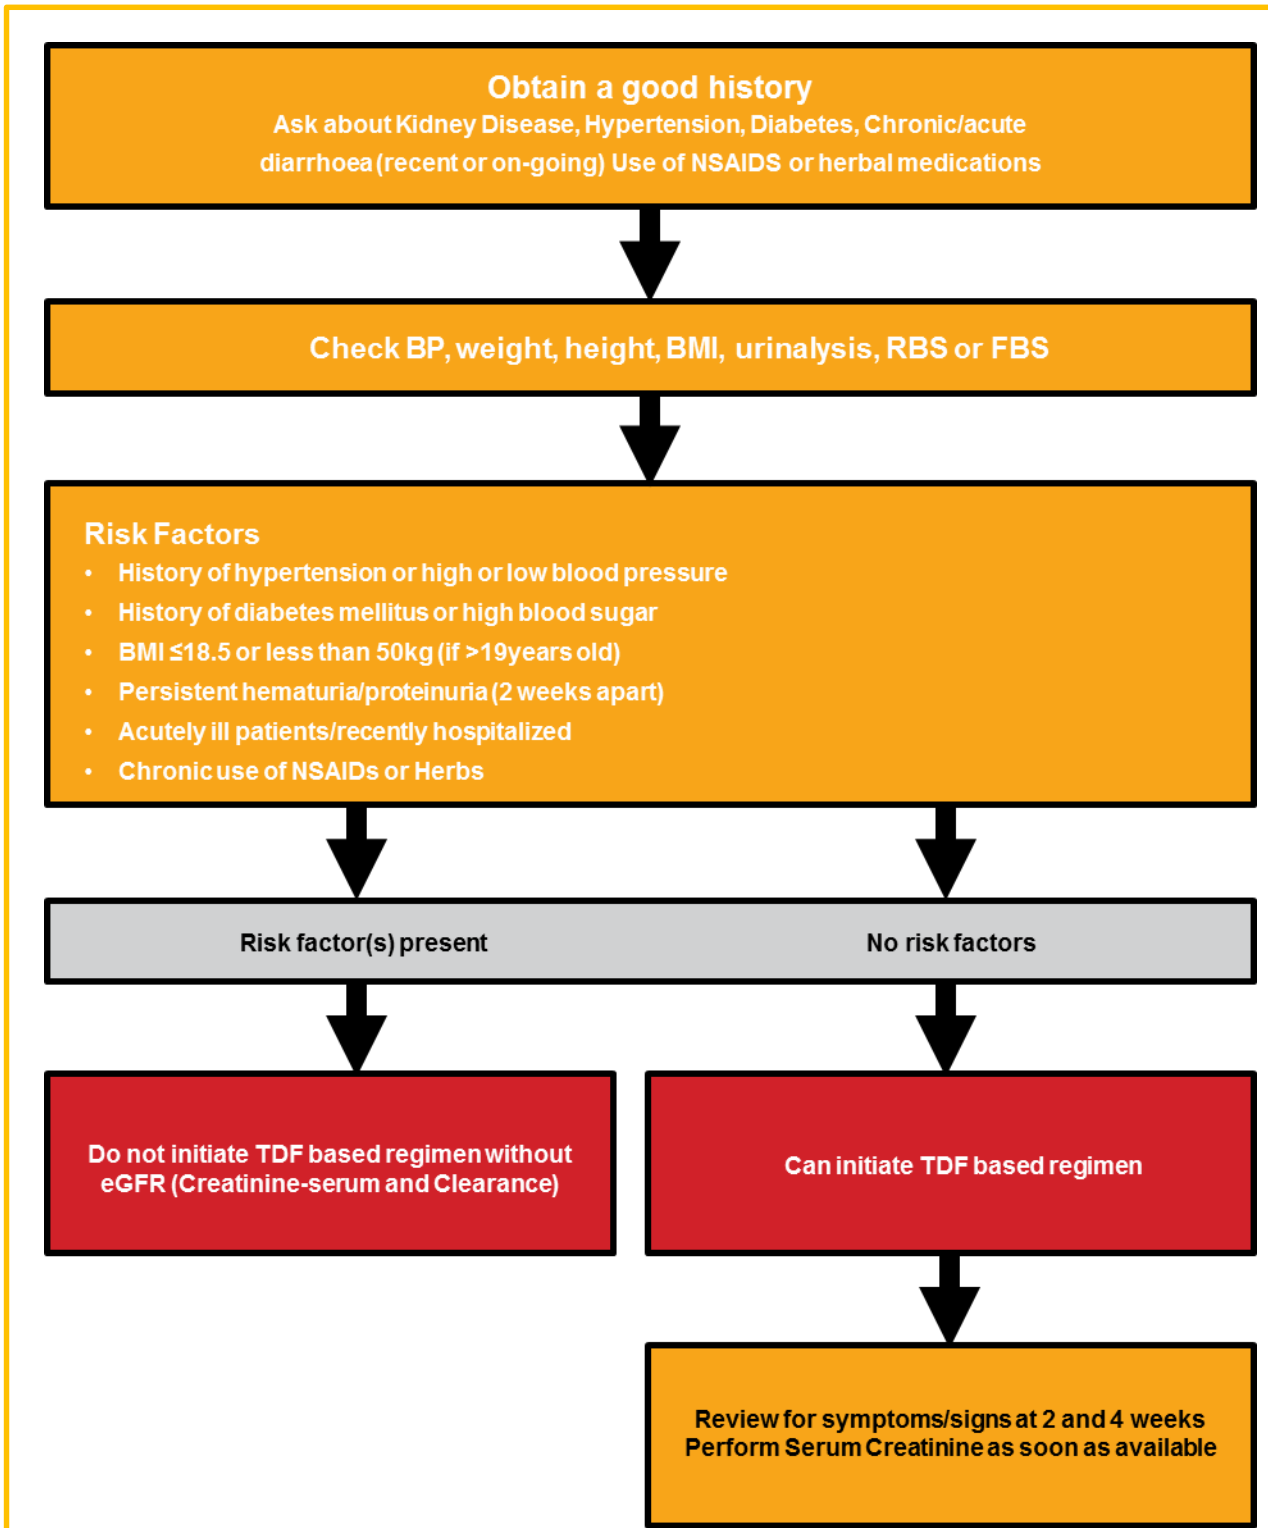 Obtain a good history
Ask about Kidney Disease, Hypertension, Diabetes, Chronic/acute
diarrhoea (recent or on-going) Use of NSAIDS or herbal medications
Check BP, weight, height, BMI, urinalysis, RBS or FBS
Risk Factors
• History of hypertension or high or low blood pressure
• History of diabetes mellitus or high blood sugar
• BMI ≤18.5 or less than 50kg (if >19years old)
• Persistent hematuria/proteinuria (2 weeks apart)
• Acutely ill patients/recently hospitalized
• Chronic use of NSAIDs or Herbs
Risk factor(s) present
No risk factors
Do not initiate TDF based regimen without
eGFR (Creatinine-serum and Clearance)
Can initiate TDF based regimen
Review for symptoms/signs at 2 and 4 weeks
Perform Serum Creatinine as soon as available